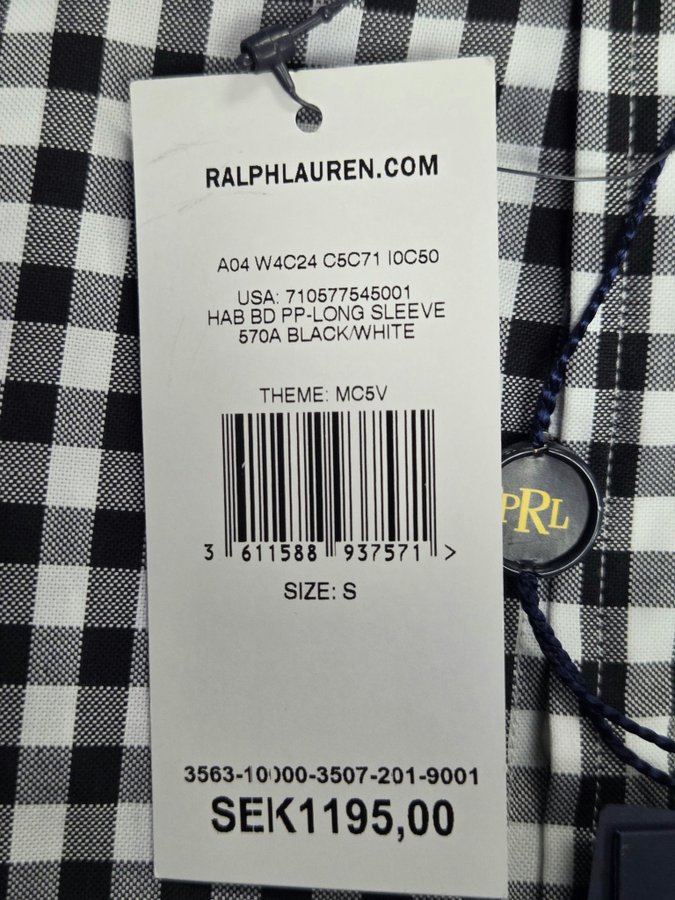 RALPHLAUREN.COM
A04 W4C24 C5C71 I0C50
USA: 710577545001
HAB BD PP-LONG SLEEVE
570A BLACK/WHITE
THEME: MC5V
3 611588 937571 >
SIZE: S
PRL
3563-10000-3507-201-9001
SEK1195,00